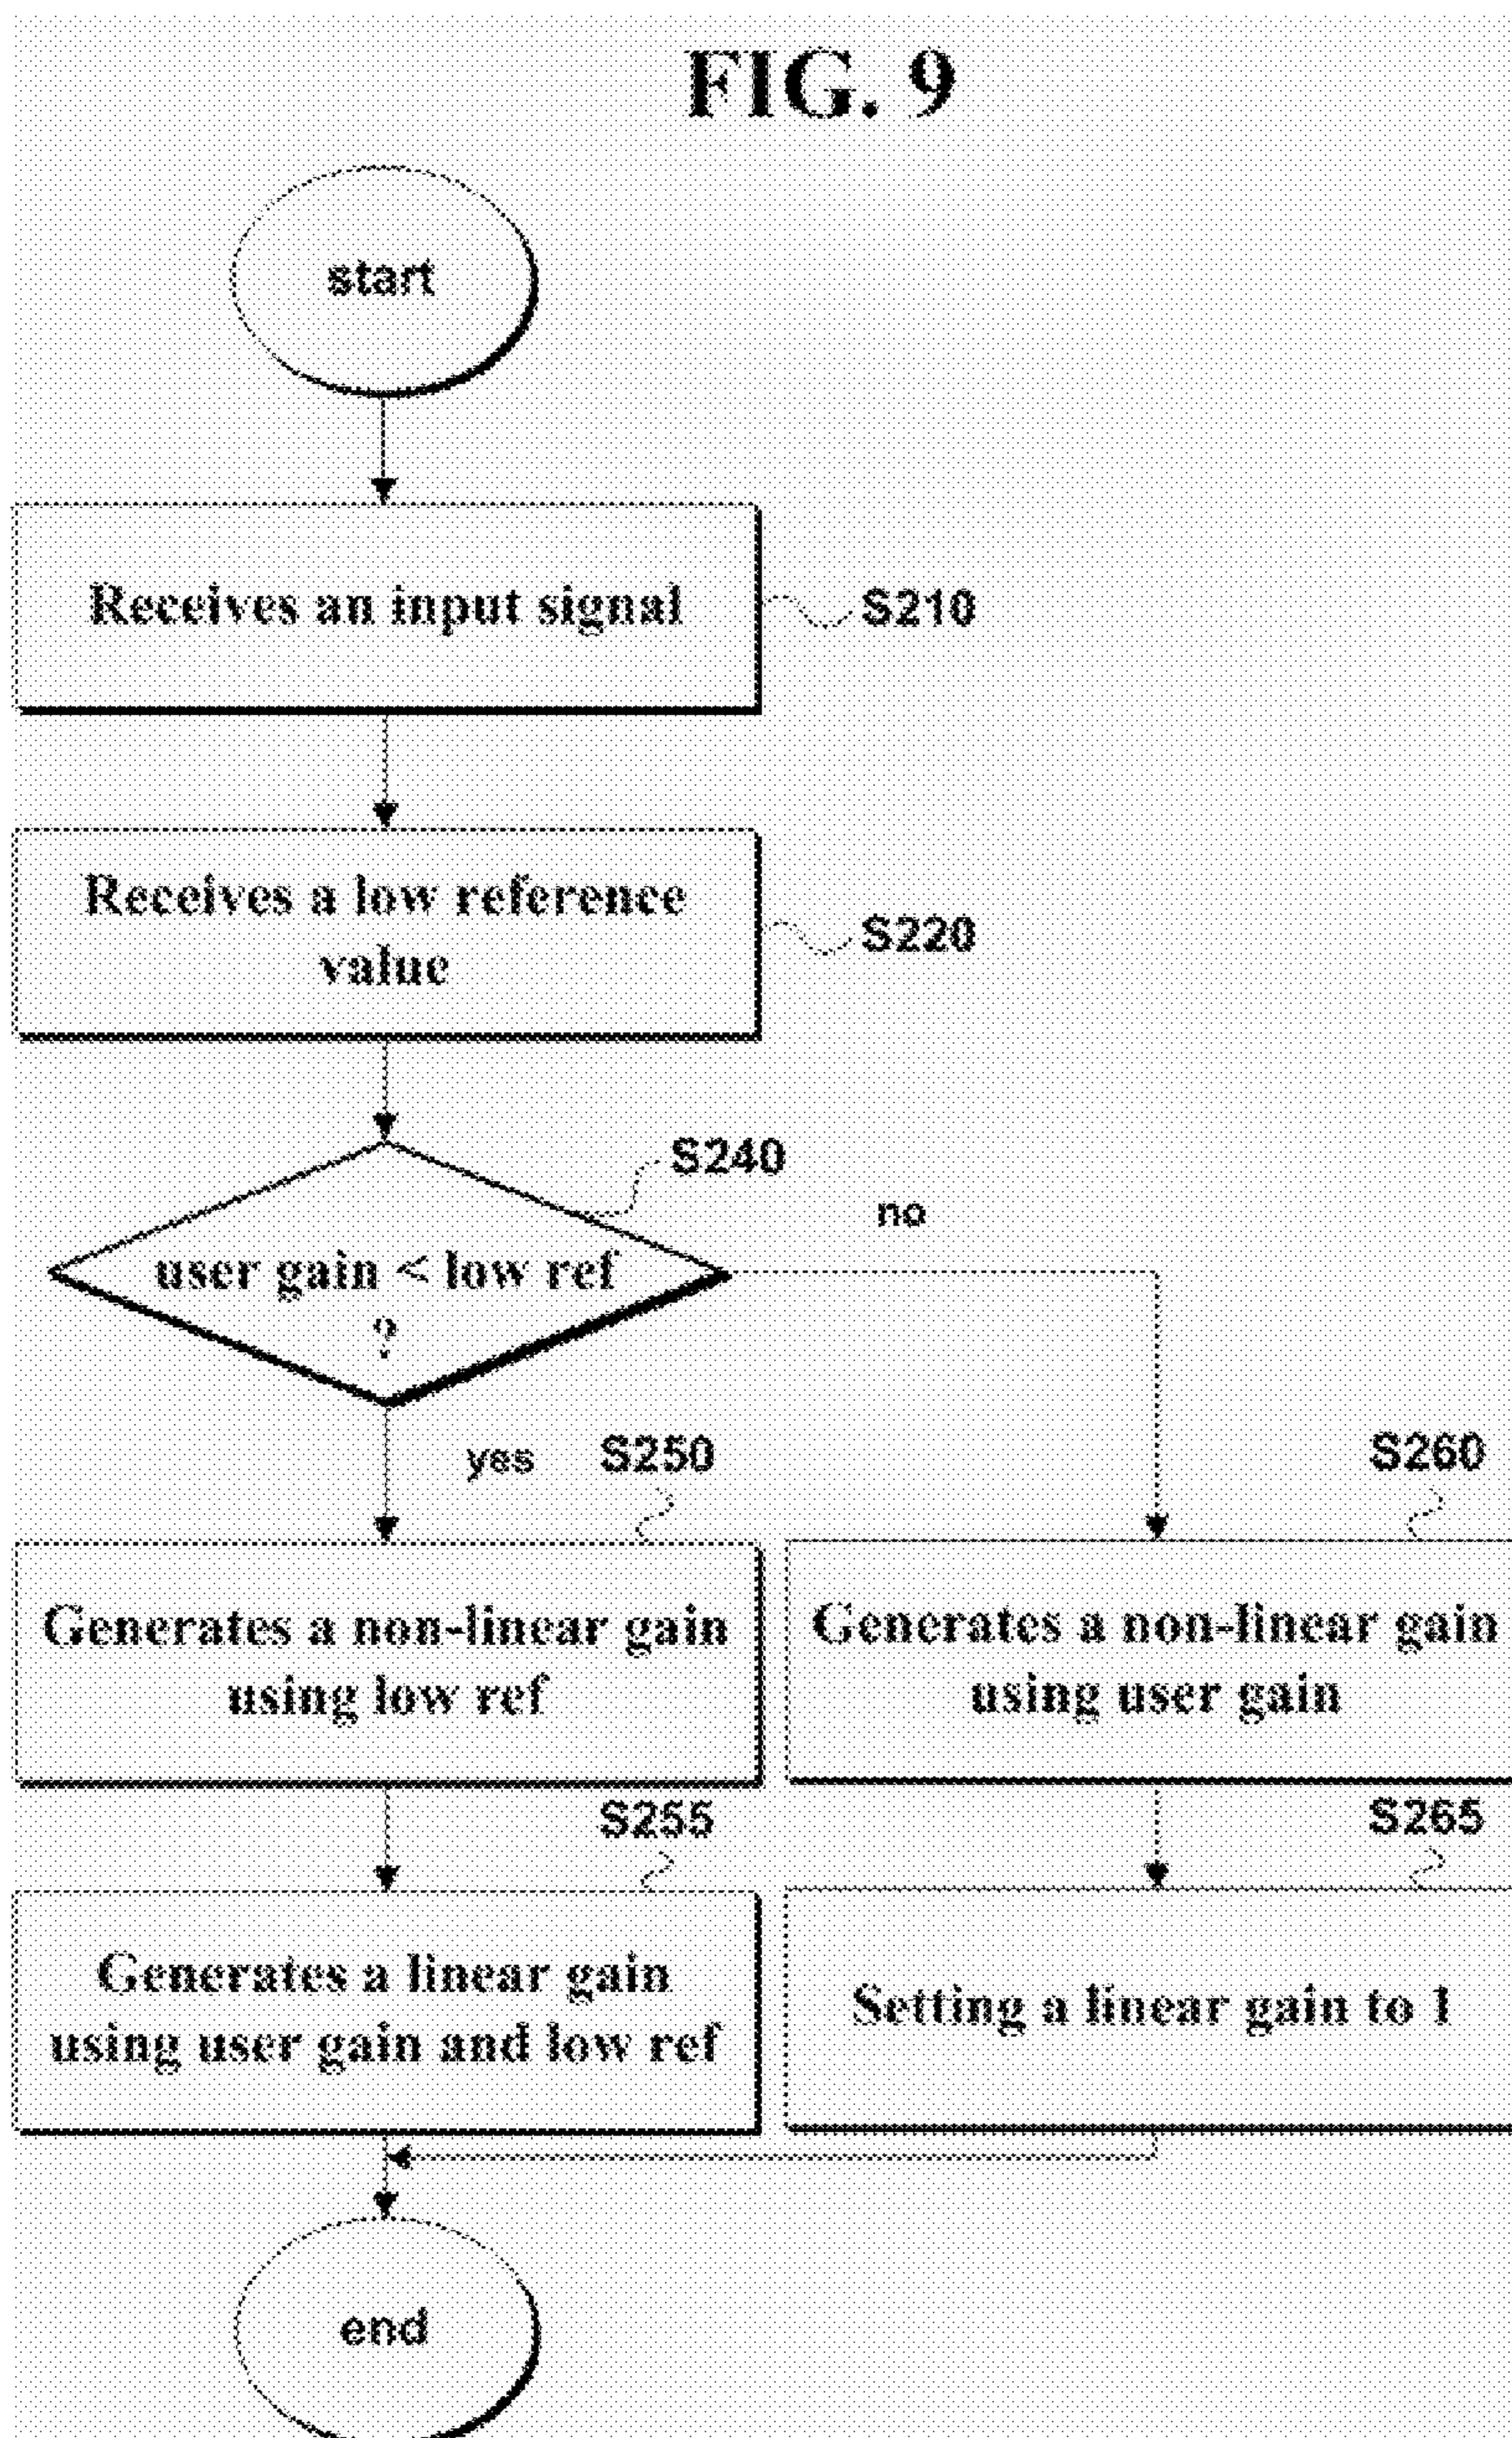 FIG. 9
start
Receives an input signal
S210
Receives a low reference
value
S220
S240
user gain < low ref
?
no
yes
S250
S260
Generates a non-linear gain
using low ref
Generates a non-linear gain
using user gain
S255
S265
Generates a linear gain
using user gain and low ref
Setting a linear gain to 1
end